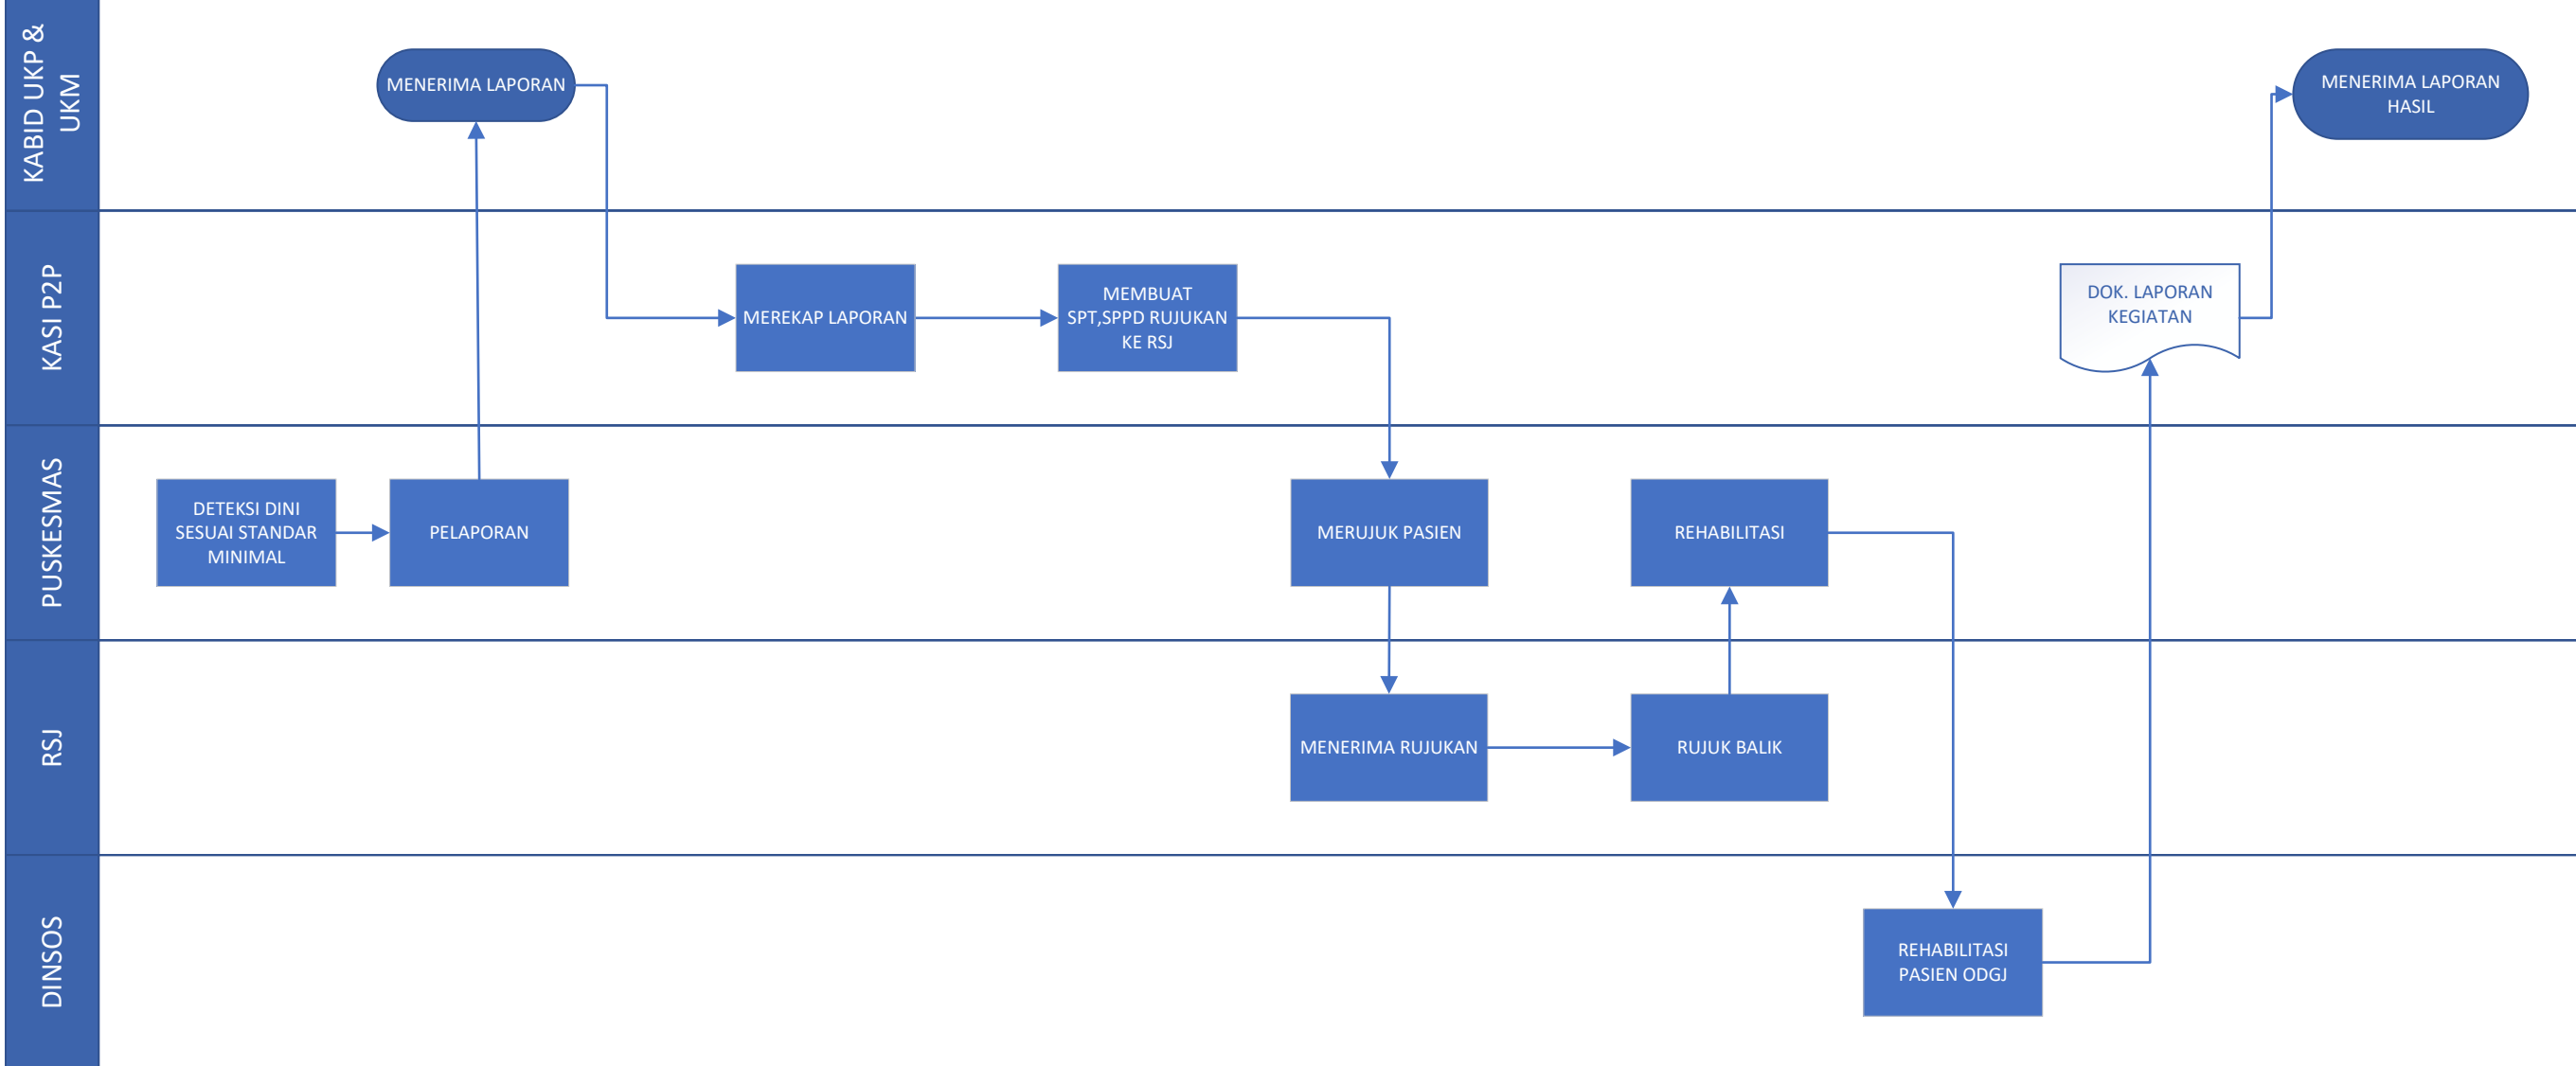 KABID UKP &
UKM
MENERIMA LAPORAN
MENERIMA LAPORAN
HASIL
KASI P2P
MEREKAP LAPORAN
MEMBUAT
SPT,SPPD RUJUKAN
KE RSJ
DOK. LAPORAN
KEGIATAN
PUSKESMAS
DETEKSI DINI
SESUAI STANDAR
MINIMAL
PELAPORAN
MERUJUK PASIEN
REHABILITASI
RSJ
MENERIMA RUJUKAN
RUJUK BALIK
DINSOS
REHABILITASI
PASIEN ODGJ